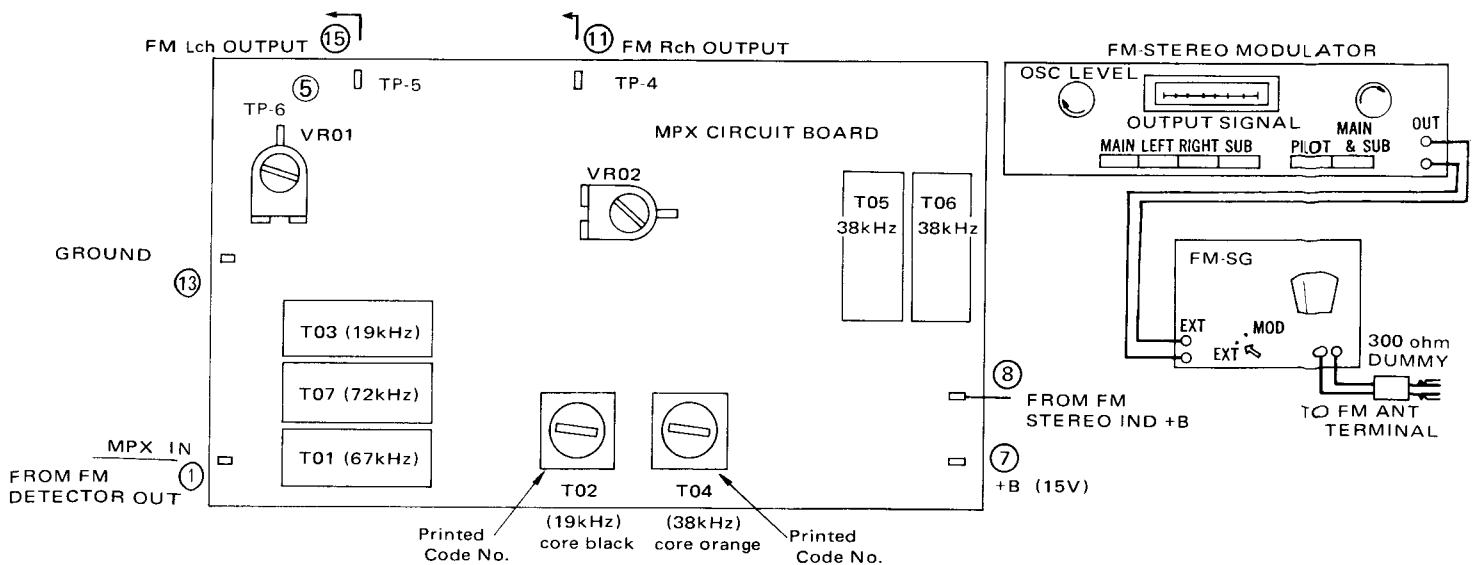 FM Lch OUTPUT ⑮
⑪ FM Rch OUTPUT
⑤
TP-5
TP-4
TP-6
VR01
MPX CIRCUIT BOARD
VR02
T05
38kHz
T06
38kHz
GROUND
⑬
T03 (19kHz)
T07 (72kHz)
T01 (67kHz)
MPX IN
①
FROM FM
DETECTOR OUT
T02
(19kHz)
core black
T04
(38kHz)
core orange
Printed
Code No.
Printed
Code No.
⑧
FROM FM
STEREO IND +B
⑦
+B (15V)
FM-STEREO MODULATOR
OSC LEVEL
OUTPUT SIGNAL
MAIN LEFT RIGHT SUB
PILOT
MAIN
& SUB
OUT
FM-SG
EXT
MOD
EXT
300 ohm
DUMMY
TO FM ANT
TERMINAL